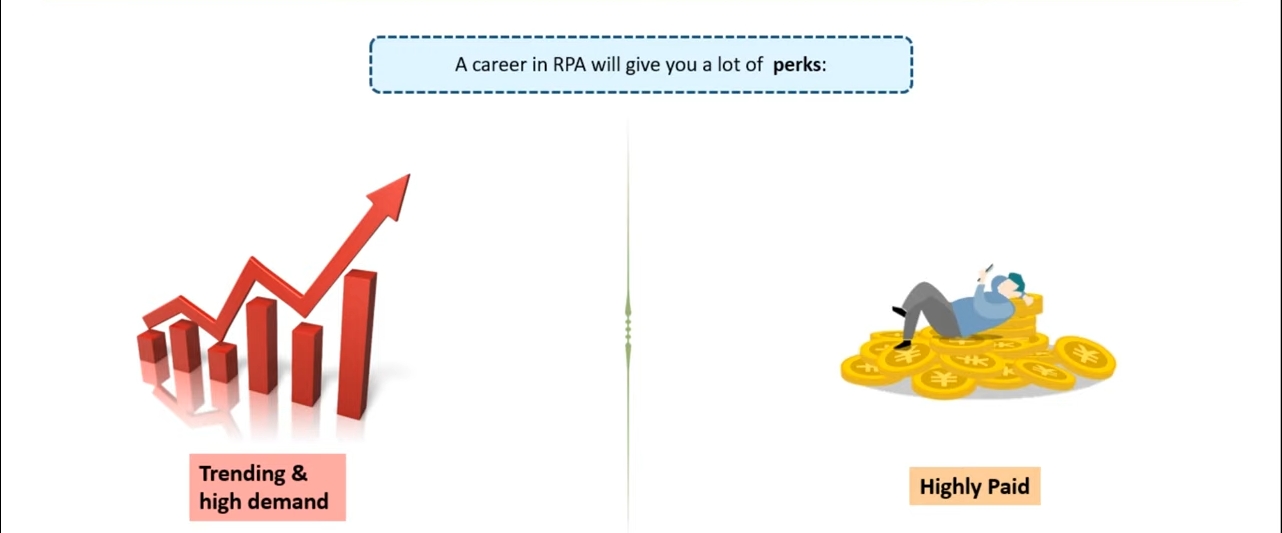 A career in RPA will give you a lot of perks:
Trending &
high demand
Highly Paid